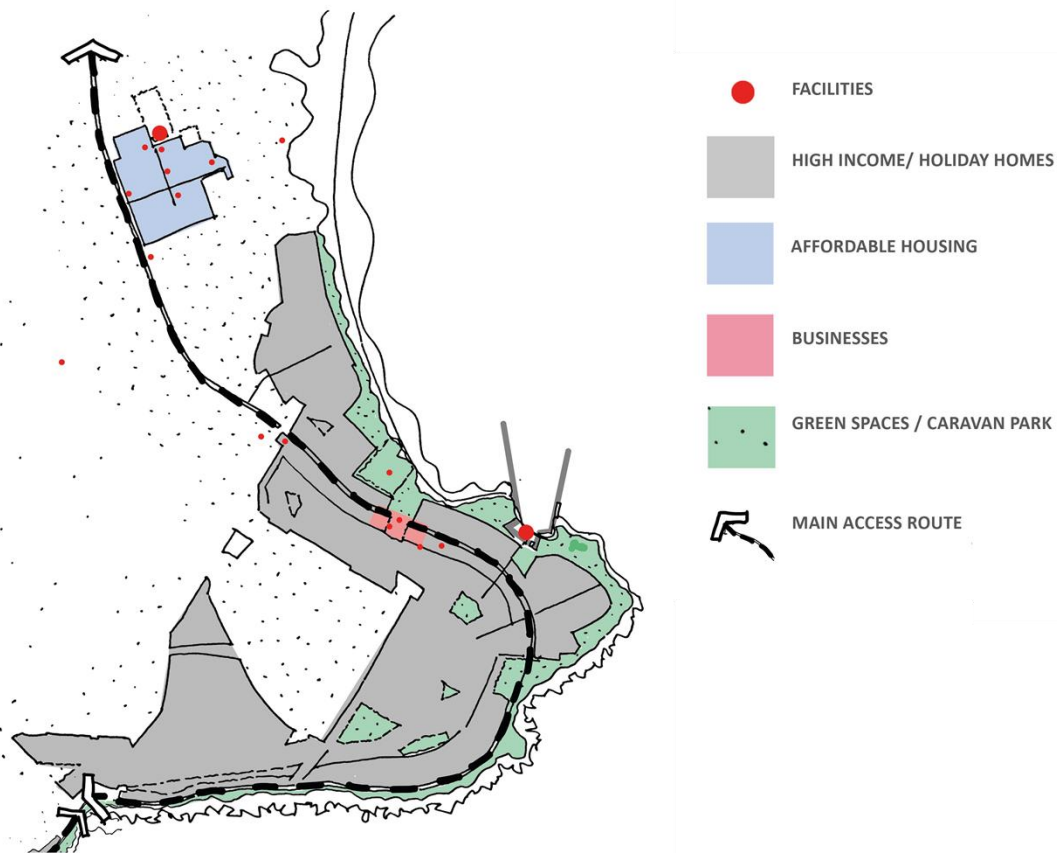 FACILITIES
HIGH INCOME/ HOLIDAY HOMES
AFFORDABLE HOUSING
BUSINESSES
GREEN SPACES / CARAVAN PARK
MAIN ACCESS ROUTE